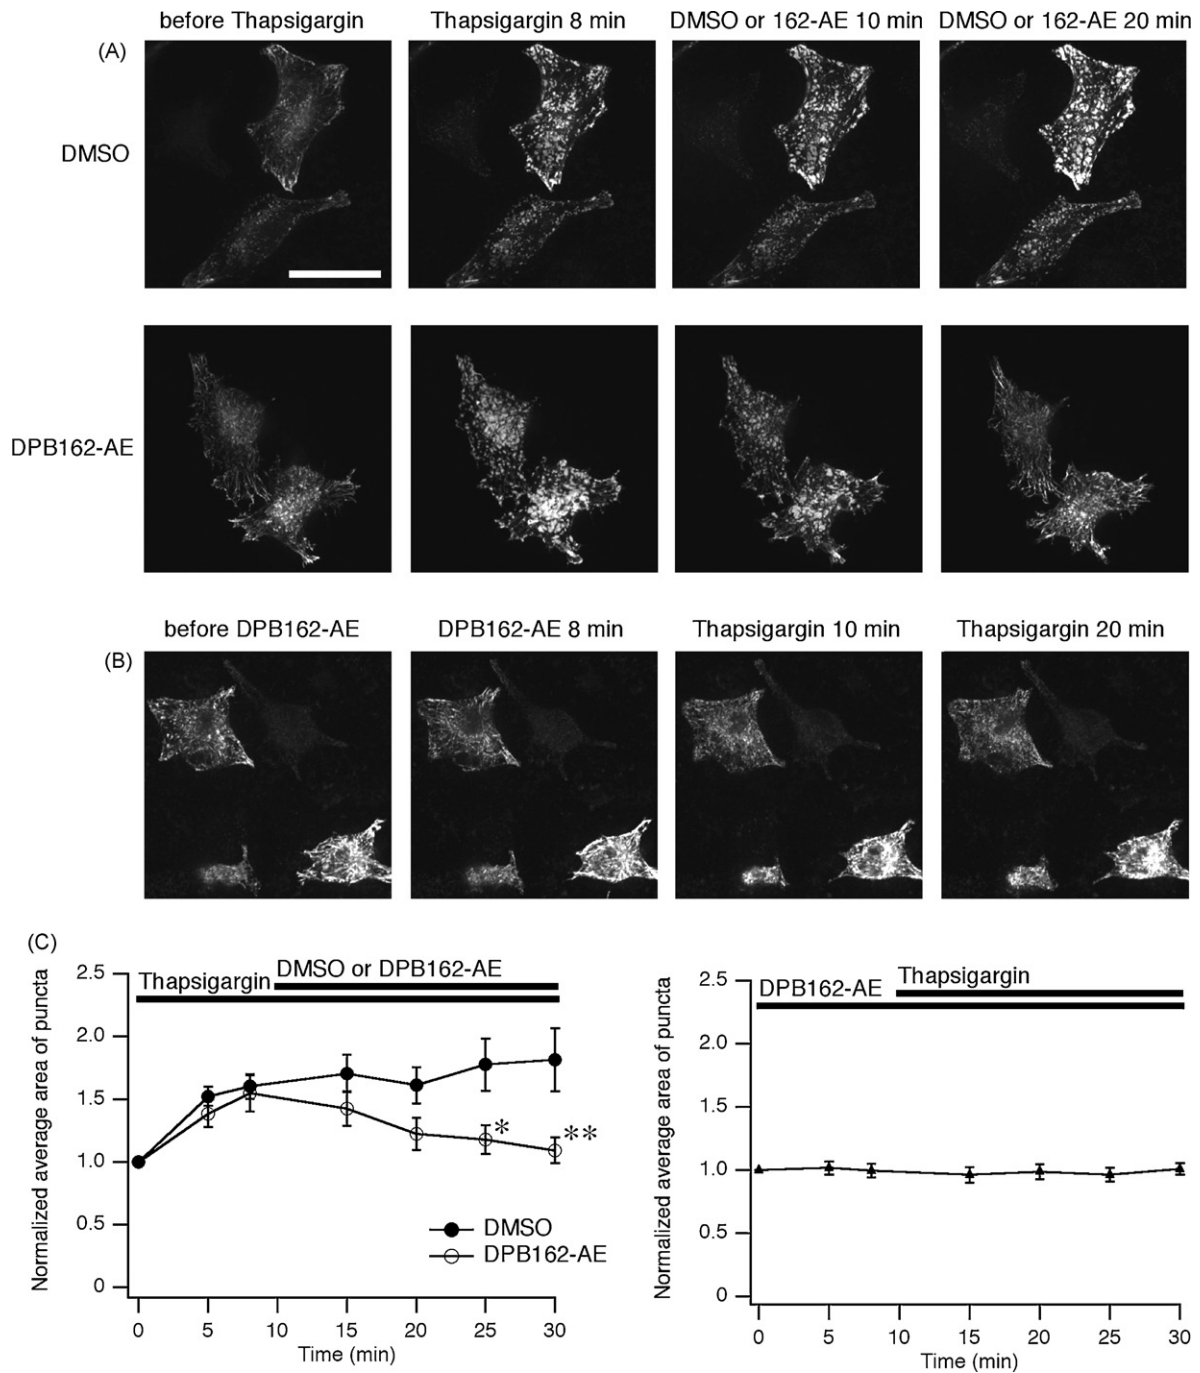 before Thapsigargin Thapsigargin 8 min DMSO or 162-AE 10 min DMSO or 162-AE 20 min
(A)
DMSO
DPB162-AE
before DPB162-AE DPB162-AE 8 min Thapsigargin 10 min Thapsigargin 20 min
(B)
(C)
Normalized average area of puncta
2.5
2.0
1.5
1.0
0.5
0
Thapsigargin
DMSO or DPB162-AE
*
**
DMSO
DPB162-AE
0 5 10 15 20 25 30
Time (min)
Normalized average area of puncta
2.5
2.0
1.5
1.0
0.5
0
DPB162-AE
Thapsigargin
0 5 10 15 20 25 30
Time (min)